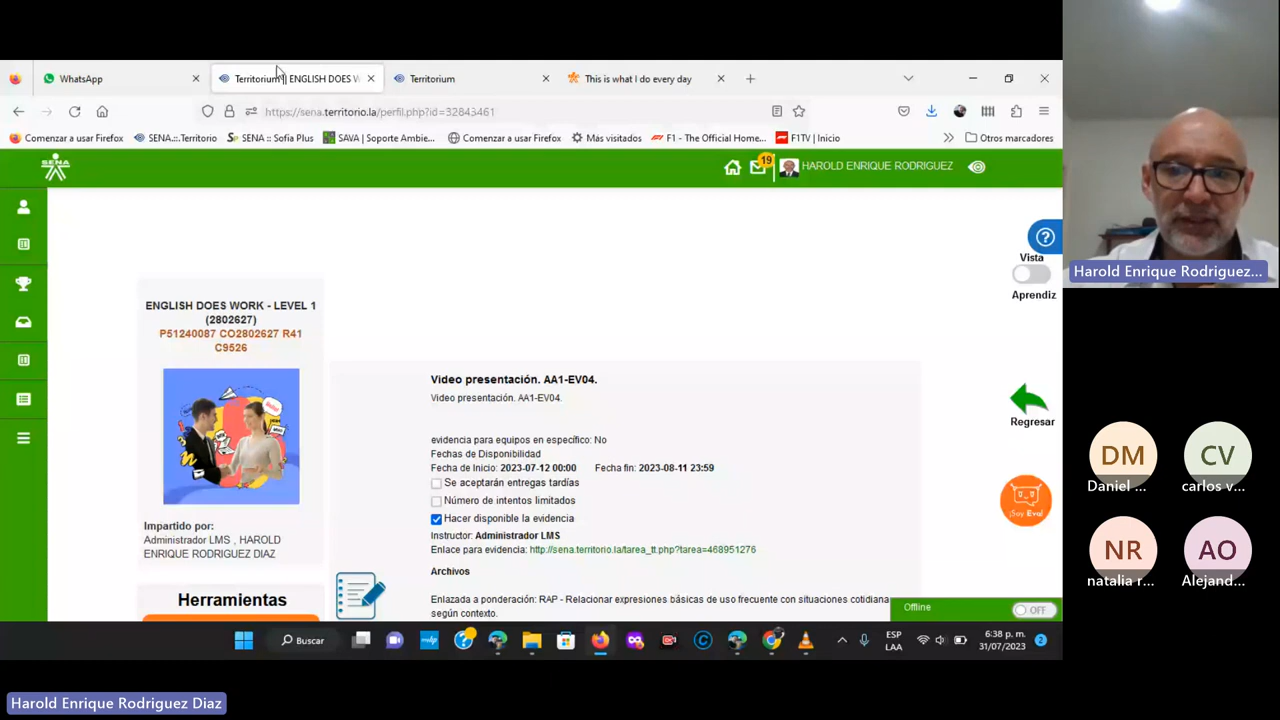 WhatsApp
Territorium || ENGLISH DOES W
Territorium
This is what I do every day
https://sena.territorio.la/perfil.php?id=32843461
Comenzar a usar Firefox
SENA.::.Territorio
SENA :: Sofia Plus
SAVA | Soporte Ambie...
Comenzar a usar Firefox
Más visitados
F1 - The Official Home...
F1TV | Inicio
Otros marcadores
SENA
19
HAROLD ENRIQUE RODRIGUEZ
Vista
Aprendiz
Harold Enrique Rodriguez...
ENGLISH DOES WORK - LEVEL 1
(2802627)
P51240087 CO2802627 R41
C9526
Impartido por:
Administrador LMS , HAROLD
ENRIQUE RODRIGUEZ DIAZ
Herramientas
Video presentación. AA1-EV04.
Video presentación. AA1-EV04.
evidencia para equipos en específico: No
Fechas de Disponibilidad
Fecha de Inicio: 2023-07-12 00:00 Fecha fin: 2023-08-11 23:59
Se aceptarán entregas tardías
Número de intentos limitados
Hacer disponible la evidencia
Instructor: Administrador LMS
Enlace para evidencia: http://sena.territorio.la/tarea_tt.php?tarea=468951276
Archivos
Enlazada a ponderación: RAP - Relacionar expresiones básicas de uso frecuente con situaciones cotidiana
según contexto.
Regresar
¡Soy Eva!
Offline
OFF
DM
Daniel ...
CV
carlos v...
NR
natalia r...
AO
Alejand...
Buscar
ESP
LAA
6:38 p. m.
31/07/2023
2
Harold Enrique Rodriguez Diaz